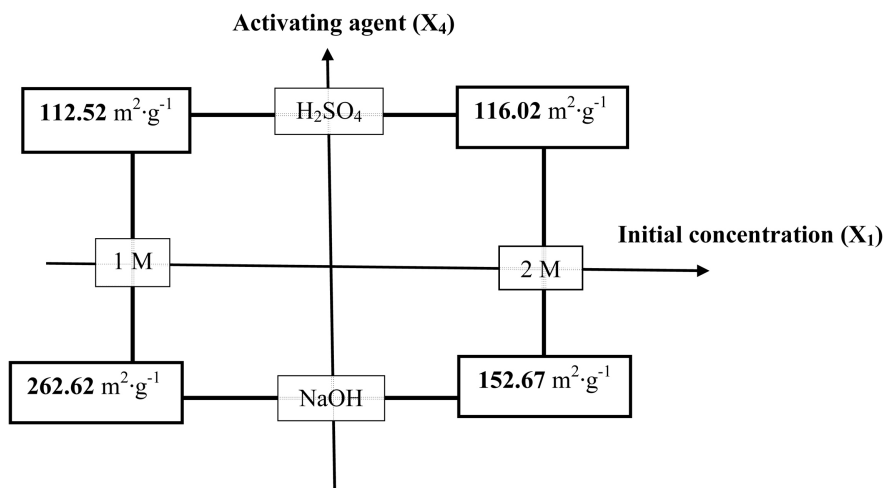 Activating agent (X₄)
112.52 m²·g⁻¹
H₂SO₄
116.02 m²·g⁻¹
Initial concentration (X₁)
1 M
2 M
262.62 m²·g⁻¹
NaOH
152.67 m²·g⁻¹